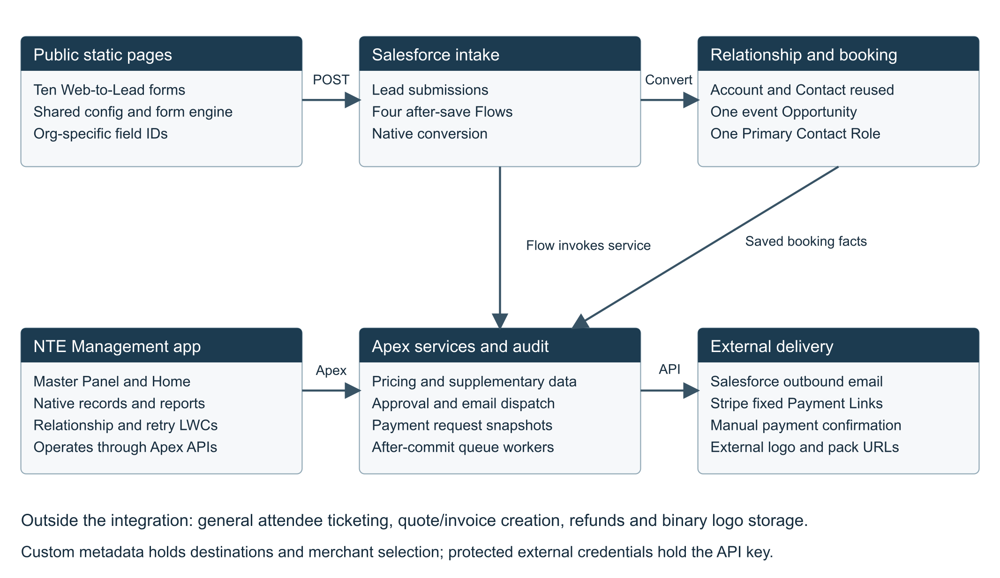 Public static pages
Ten Web-to-Lead forms
Shared config and form engine
Org-specific field IDs
POST
Salesforce intake
Lead submissions
Four after-save Flows
Native conversion
Convert
Relationship and booking
Account and Contact reused
One event Opportunity
One Primary Contact Role
Flow invokes service
Saved booking facts
NTE Management app
Master Panel and Home
Native records and reports
Relationship and retry LWCs
Operates through Apex APIs
Apex
Apex services and audit
Pricing and supplementary data
Approval and email dispatch
Payment request snapshots
After-commit queue workers
API
External delivery
Salesforce outbound email
Stripe fixed Payment Links
Manual payment confirmation
External logo and pack URLs
Outside the integration: general attendee ticketing, quote/invoice creation, refunds and binary logo storage.
Custom metadata holds destinations and merchant selection; protected external credentials hold the API key.